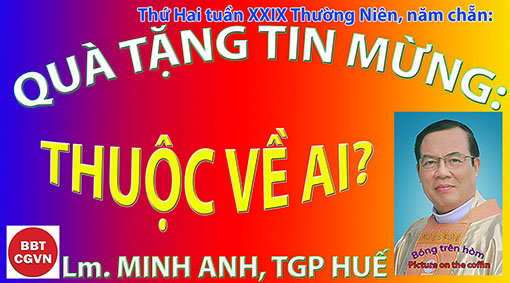 Thứ Hai tuần XXIX Thường Niên, năm chẵn:
QUÀ TẶNG TIN MỪNG:
THUỘC VỀ AI?
Bóng trên hòm
Picture on the coffin
BBT
CGVN
Lm. MINH ANH, TGP HUẾ